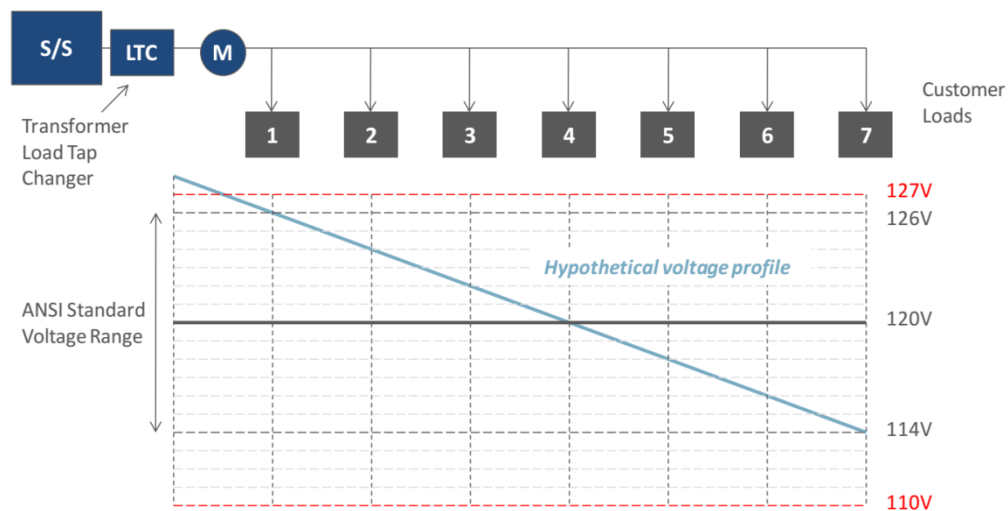 S/S
LTC
M
Transformer
Load Tap
Changer
Customer
Loads
1
2
3
4
5
6
7
127V
126V
Hypothetical voltage profile
ANSI Standard
Voltage Range
120V
114V
110V